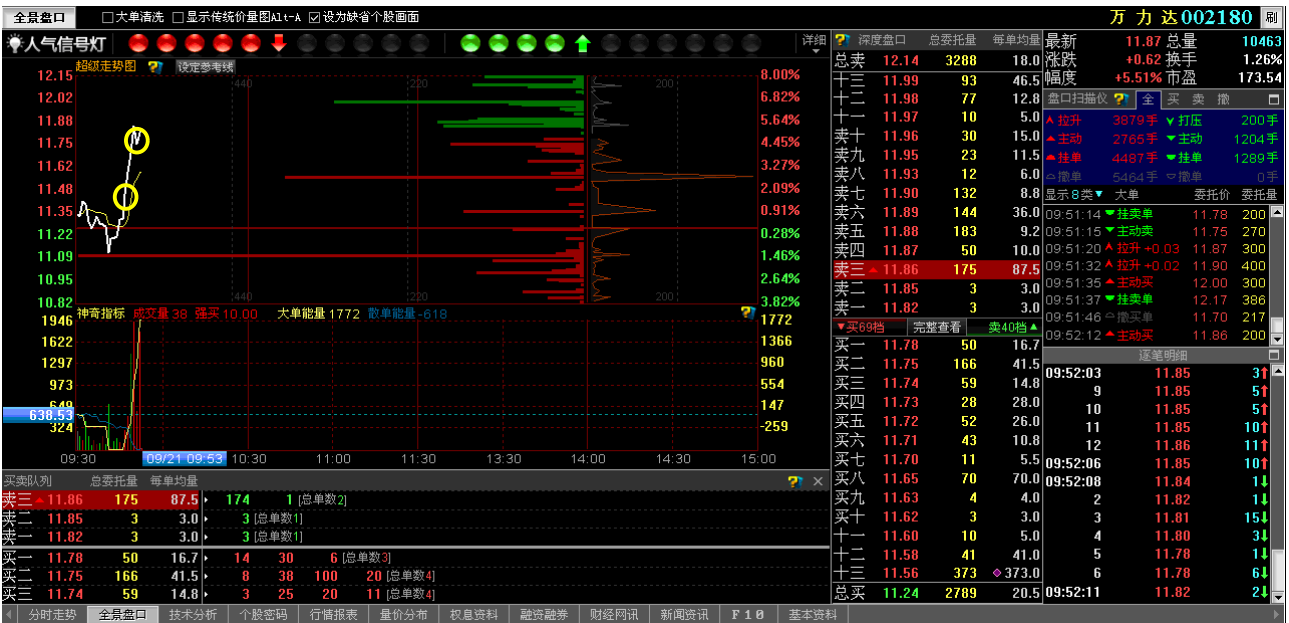 全景盘口 大单清洗 显示传统价量图Alt-A 设为缺省个股画面 万 力 达 002180 刷
人气信号灯 详细
超级走势图 设定参考线
12.15 8.00%
12.02 6.82%
11.88 5.64%
11.75 4.45%
11.62 3.27%
11.48 2.09%
11.35 0.91%
11.22 0.28%
11.09 1.46%
10.95 2.64%
10.82 3.82%
440 220 200
440 220 200
神奇指标 成交量 38 强买 10.00 大单能量 1772 散单能量 -618
1946 1772
1622 1366
1297 960
973 554
649 147
638.53
324 -259
09:30 09/21 09:53 10:30 11:00 11:30 13:30 14:00 14:30 15:00
买卖队列 总委托量 每单均量
卖三 11.86 175 87.5 174 1 [总单数2]
卖二 11.85 3 3.0 3 [总单数1]
卖一 11.82 3 3.0 3 [总单数1]
买一 11.78 50 16.7 14 30 6 [总单数3]
买二 11.75 166 41.5 8 38 100 20 [总单数4]
买三 11.74 59 14.8 3 25 20 11 [总单数4]
深度盘口 总委托量 每单均量
总卖 12.14 3288 18.0
十三 11.99 93 46.5
十二 11.98 77 12.8
十一 11.97 10 5.0
卖十 11.96 30 15.0
卖九 11.95 23 11.5
卖八 11.93 12 6.0
卖七 11.90 132 8.8
卖六 11.89 144 36.0
卖五 11.88 183 9.2
卖四 11.87 50 10.0
卖三 11.86 175 87.5
卖二 11.85 3 3.0
卖一 11.82 3 3.0
▼买69档 完整查看 卖40档▲
买一 11.78 50 16.7
买二 11.75 166 41.5
买三 11.74 59 14.8
买四 11.73 28 28.0
买五 11.72 52 26.0
买六 11.71 43 10.8
买七 11.70 11 5.5
买八 11.65 70 70.0
买九 11.63 4 4.0
买十 11.62 3 3.0
十一 11.60 10 5.0
十二 11.58 41 41.0
十三 11.56 373 ◇373.0
总买 11.24 2789 20.5
最新 11.87 总量 10463
涨跌 +0.62 换手 1.26%
幅度 +5.51% 市盈 173.54
盘口扫描仪 全 买 卖 撤
拉升 3879手 打压 200手
主动 2765手 主动 1204手
挂单 4487手 挂单 1289手
撤单 5464手 撤单 0手
显示8类▼ 大单 委托价 委托量
09:51:14 挂卖单 11.78 200
09:51:15 主动卖 11.75 270
09:51:20 拉升 +0.03 11.87 300
09:51:32 拉升 +0.02 11.90 400
09:51:35 主动买 12.00 300
09:51:37 挂卖单 12.17 386
09:51:46 撤买单 11.70 217
09:52:12 主动买 11.86 200
逐笔明细
09:52:03 11.85 3↑
9 11.85 5↑
10 11.85 5↑
11 11.85 10↑
12 11.86 11↑
09:52:06 11.85 10↑
09:52:08 11.84 1↓
2 11.82 1↓
3 11.81 15↓
4 11.80 3↓
5 11.78 1↓
6 11.78 6↓
09:52:11 11.82 2↓
分时走势 全景盘口 技术分析 个股密码 行情报表 量价分布 权息资料 融资融券 财经网讯 新闻资讯 F10 基本资料